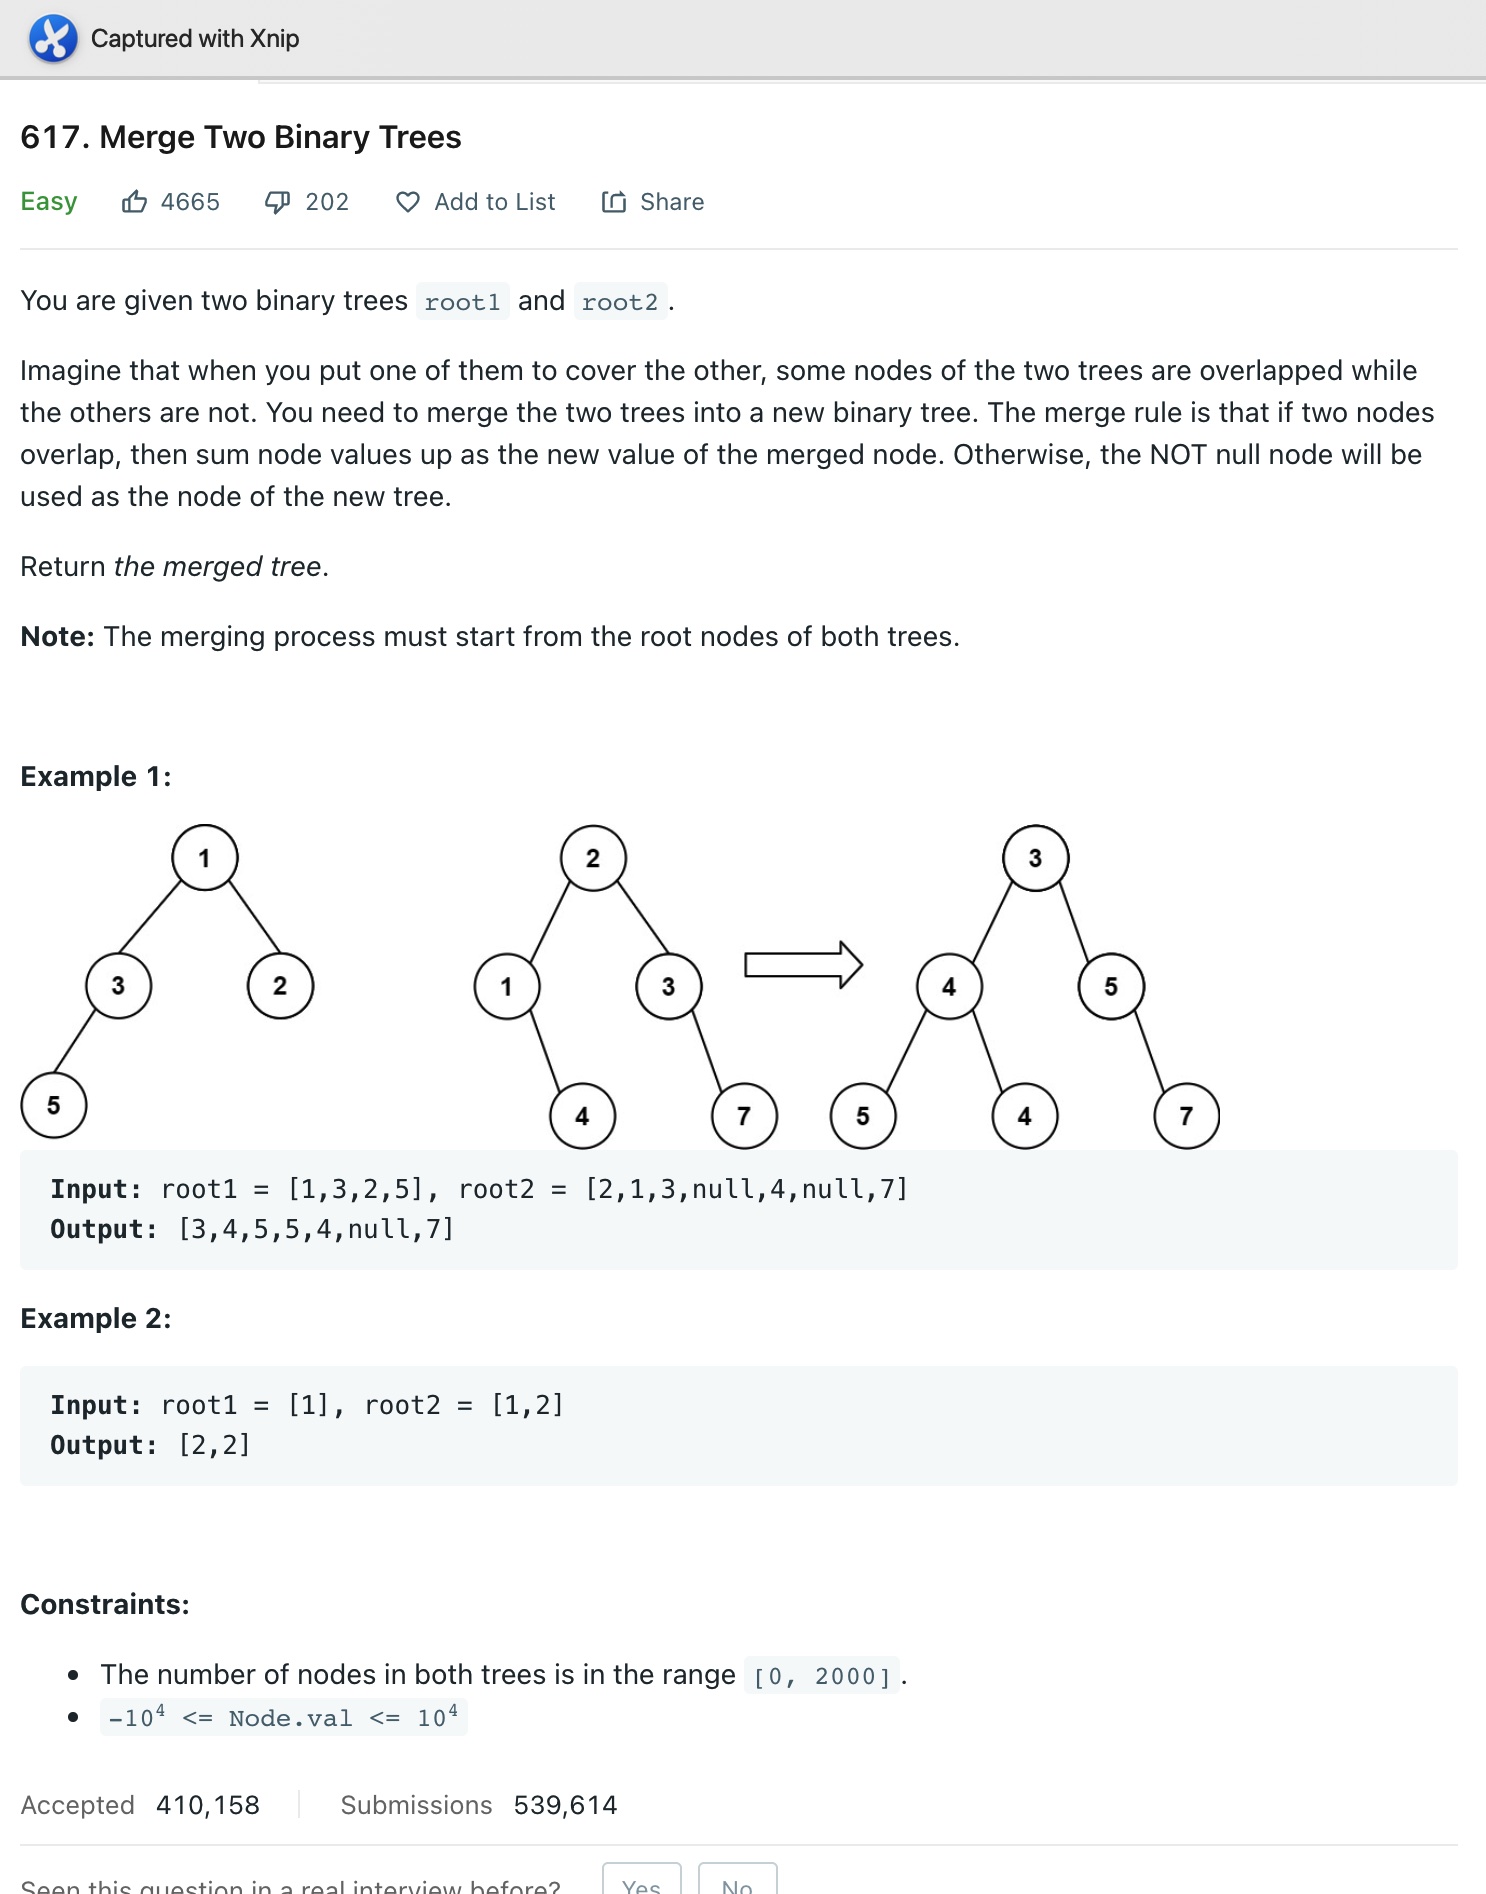 Captured with Xnip
617. Merge Two Binary Trees
Easy 4665 202 Add to List Share
You are given two binary trees root1 and root2.
Imagine that when you put one of them to cover the other, some nodes of the two trees are overlapped while
the others are not. You need to merge the two trees into a new binary tree. The merge rule is that if two nodes
overlap, then sum node values up as the new value of the merged node. Otherwise, the NOT null node will be
used as the node of the new tree.
Return the merged tree.
Note: The merging process must start from the root nodes of both trees.
Example 1:
1 2 3
3 2 1 3 4 5
5 4 7 5 4 7
Input: root1 = [1,3,2,5], root2 = [2,1,3,null,4,null,7]
Output: [3,4,5,5,4,null,7]
Example 2:
Input: root1 = [1], root2 = [1,2]
Output: [2,2]
Constraints:
• The number of nodes in both trees is in the range [0, 2000].
• -10⁴ <= Node.val <= 10⁴
Accepted 410,158 Submissions 539,614
Seen this question in a real interview before? Yes No